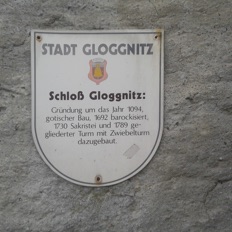 STADT GLOGGNITZ
Schloß Gloggnitz:
Gründung um das Jahr 1094,
gotischer Bau, 1692 barockisiert,
1730 Sakristei und 1789 ge-
gliederter Turm mit Zwiebelturm
dazugebaut.